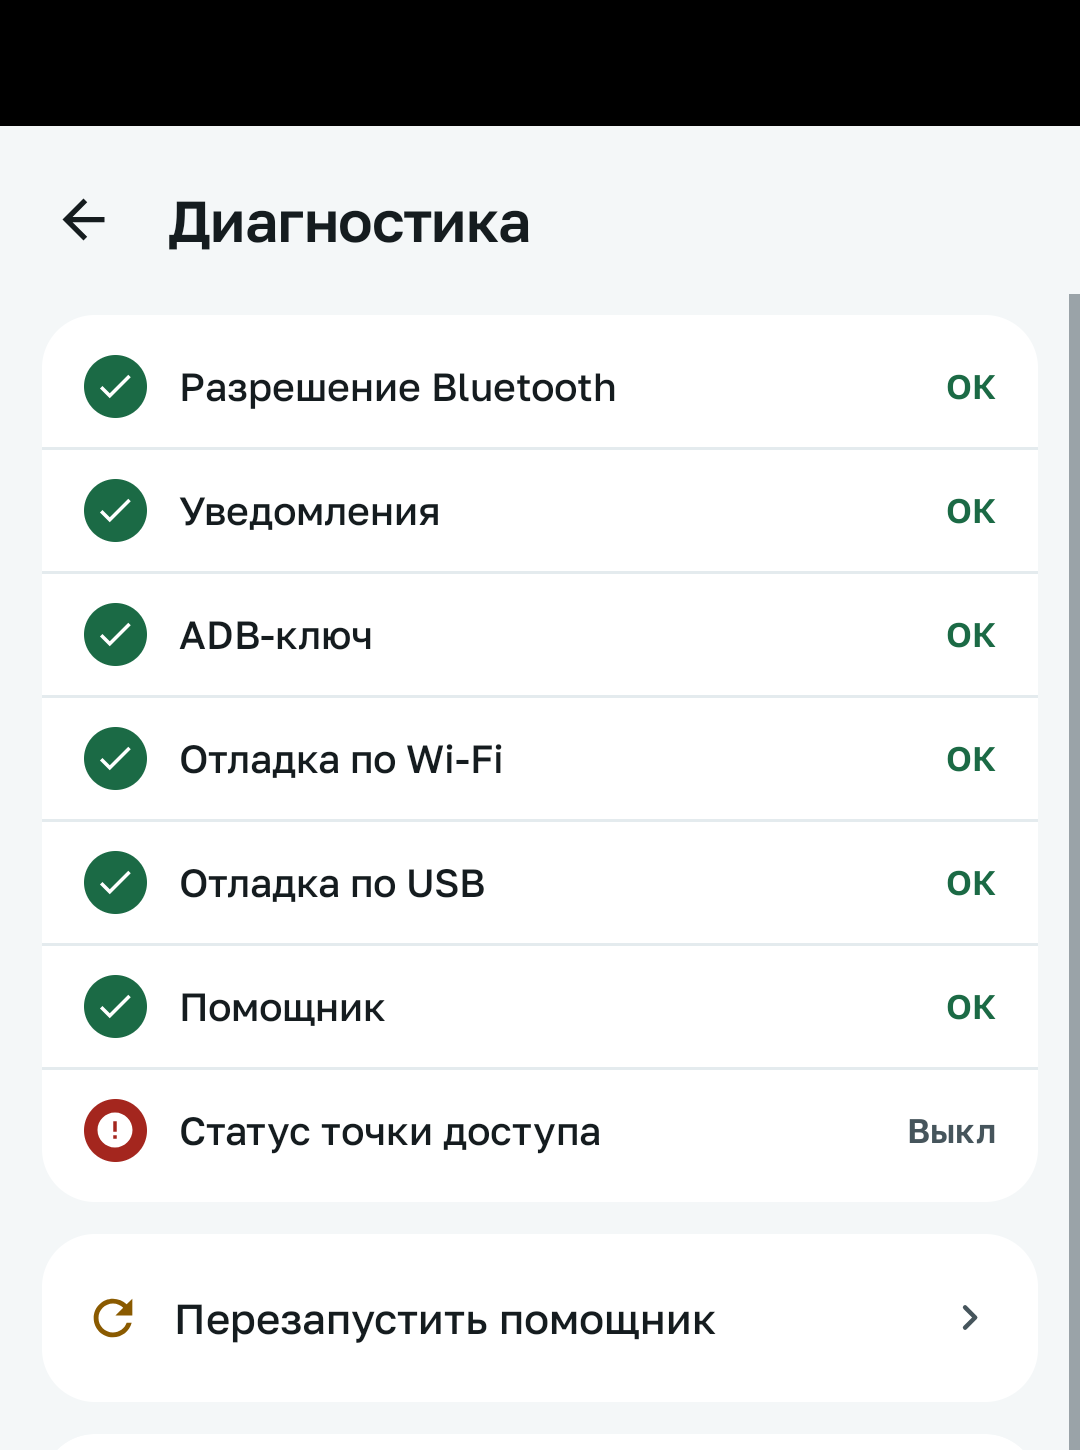 Диагностика
Разрешение Bluetooth OK
Уведомления OK
ADB-ключ OK
Отладка по Wi-Fi OK
Отладка по USB OK
Помощник OK
Статус точки доступа Выкл
Перезапустить помощник